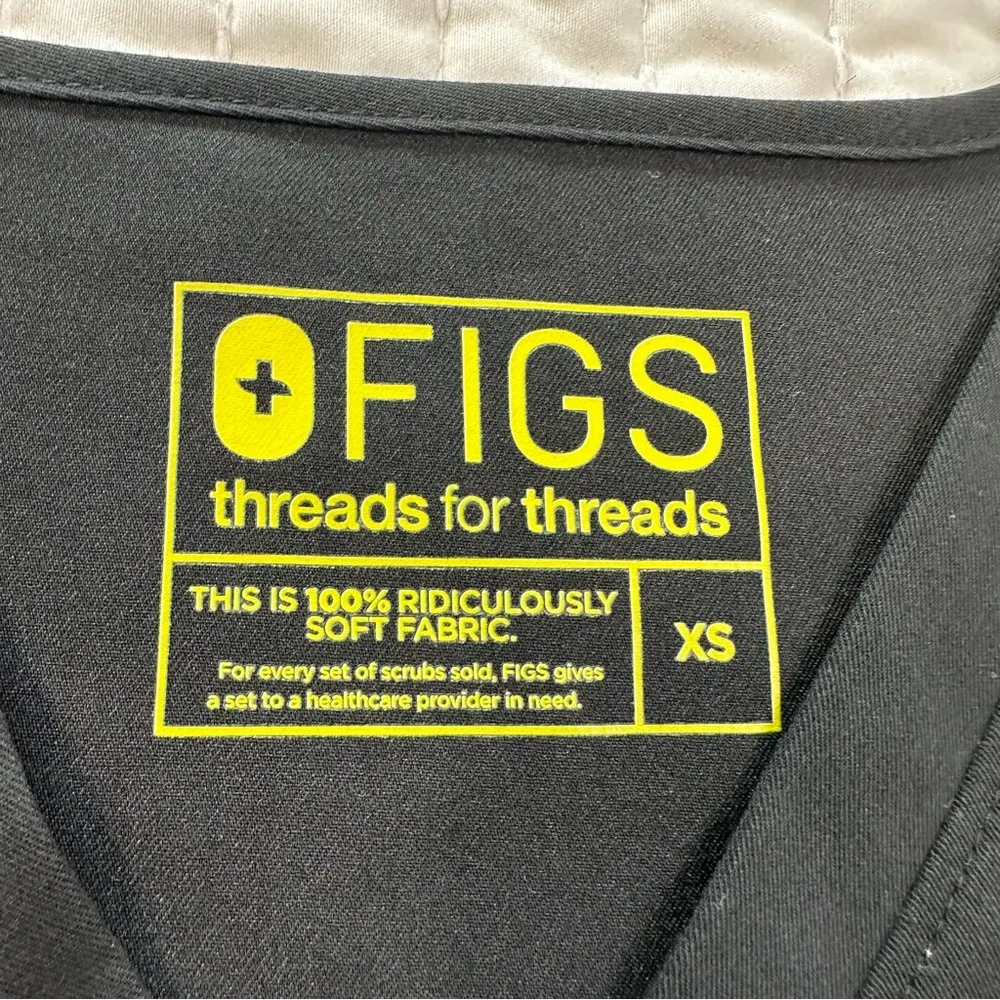 FIGS
threads for threads
THIS IS 100% RIDICULOUSLY
SOFT FABRIC.
For every set of scrubs sold, FIGS gives
a set to a healthcare provider in need.
XS